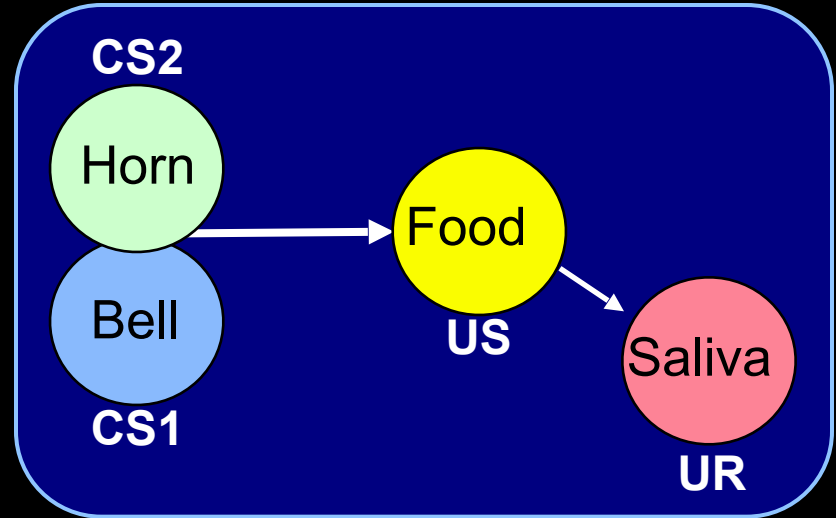 CS2
Horn
Bell
CS1
Food
US
Saliva
UR